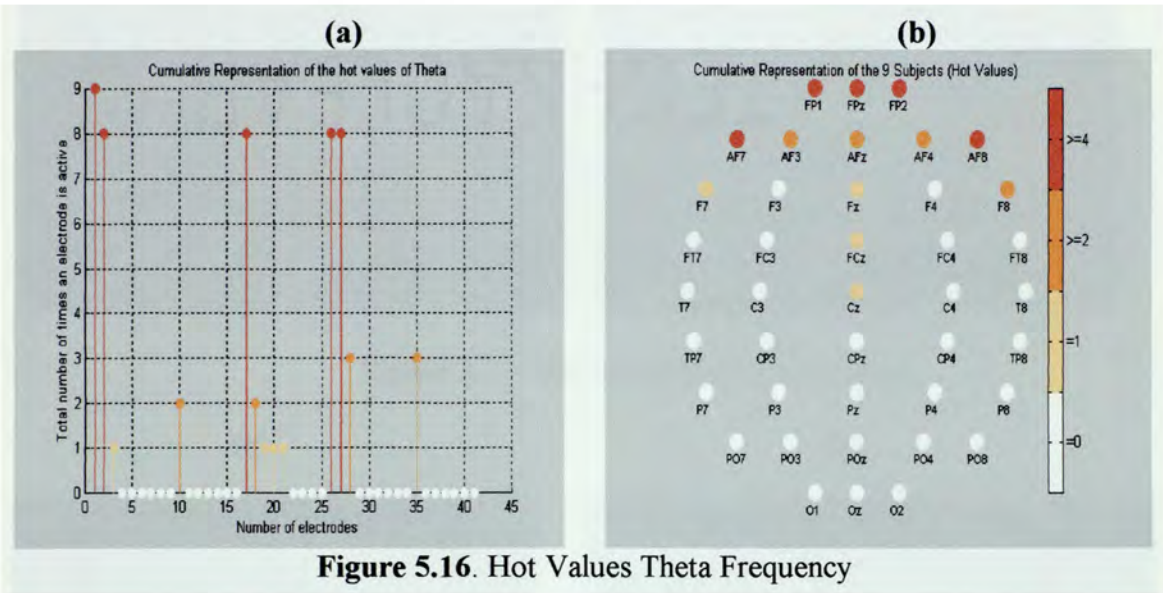 (a)
Cumulative Representation of the hot values of Theta
Total number of times an electrode is active
9
8
7
6
5
4
3
2
1
0
0 5 10 15 20 25 30 35 40 45
Number of electrodes
(b)
Cumulative Representation of the 9 Subjects (Hot Values)
FP1 FPz FP2
AF7 AF3 AFz AF4 AF8
F7 F3 Fz F4 F8
FT7 FC3 FCz FC4 FT8
T7 C3 Cz C4 T8
TP7 CP3 CPz CP4 TP8
P7 P3 Pz P4 P8
PO7 PO3 POz PO4 PO8
O1 Oz O2
>=4
>=2
=1
=0
Figure 5.16. Hot Values Theta Frequency